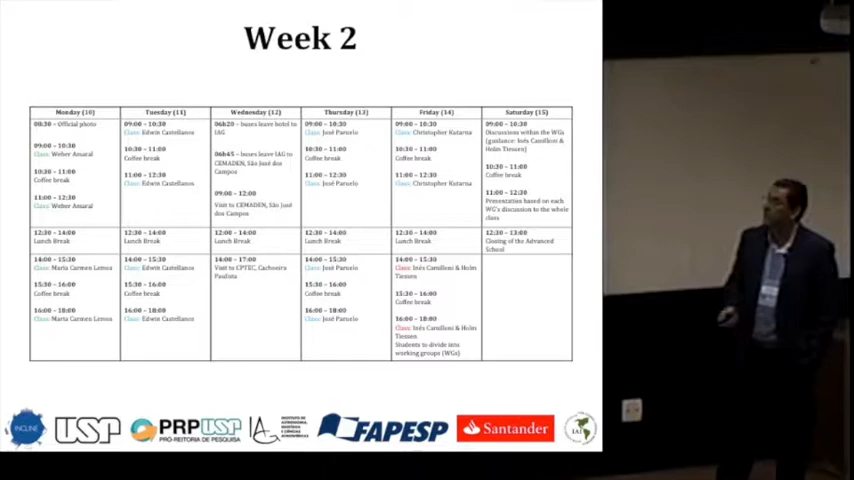 Week 2
Monday (10)
08:30 – Official photo
09:00 – 10:30
Class: Weber Amaral
10:30 – 11:00
Coffee break
11:00 – 12:30
Class: Weber Amaral
12:30 – 14:00
Lunch Break
14:00 – 15:30
Class: Maria Carmen Lemos
15:30 – 16:00
Coffee break
16:00 – 18:00
Class: Maria Carmen Lemos
Tuesday (11)
09:00 – 10:30
Class: Edwin Castellanos
10:30 – 11:00
Coffee break
11:00 – 12:30
Class: Edwin Castellanos
12:30 – 14:00
Lunch Break
14:00 – 15:30
Class: Edwin Castellanos
15:30 – 16:00
Coffee break
16:00 – 18:00
Class: Edwin Castellanos
Wednesday (12)
06h20 – buses leave hotel to
IAG
06h45 – buses leave IAG to
CEMADEN, São José dos
Campos
09:00 – 12:00
Visit to CEMADEN, São José
dos Campos
12:00 – 14:00
Lunch Break
14:00 – 17:00
Visit to CPTEC, Cachoeira
Paulista
Thursday (13)
09:00 – 10:30
Class: José Paruelo
10:30 – 11:00
Coffee break
11:00 – 12:30
Class: José Paruelo
12:30 – 14:00
Lunch Break
14:00 – 15:30
Class: José Paruelo
15:30 – 16:00
Coffee break
16:00 – 18:00
Class: José Paruelo
Friday (14)
09:00 – 10:30
Class: Christopher Kutarna
10:30 – 11:00
Coffee break
11:00 – 12:30
Class: Christopher Kutarna
12:30 – 14:00
Lunch Break
14:00 – 15:30
Class: Inés Camilloni & Holm
Tiessen
15:30 – 16:00
Coffee break
16:00 – 18:00
Class: Inés Camilloni & Holm
Tiessen
Students to divide into
working groups (WGs)
Saturday (15)
09:00 – 10:30
Discussions within the WGs
(guidance: Inés Camilloni &
Holm Tiessen)
10:30 – 11:00
Coffee break
11:00 – 12:30
Presentation based on each
WG's discussion to the whole
class
12:30 – 13:00
Closing of the Advanced
School
INCLINE
USP
PRPUSP
PRÓ-REITORIA DE PESQUISA
IAG
INSTITUTO DE
ASTRONOMIA,
GEOFÍSICA
E CIÊNCIAS
ATMOSFÉRICAS
FAPESP
Santander
IAI